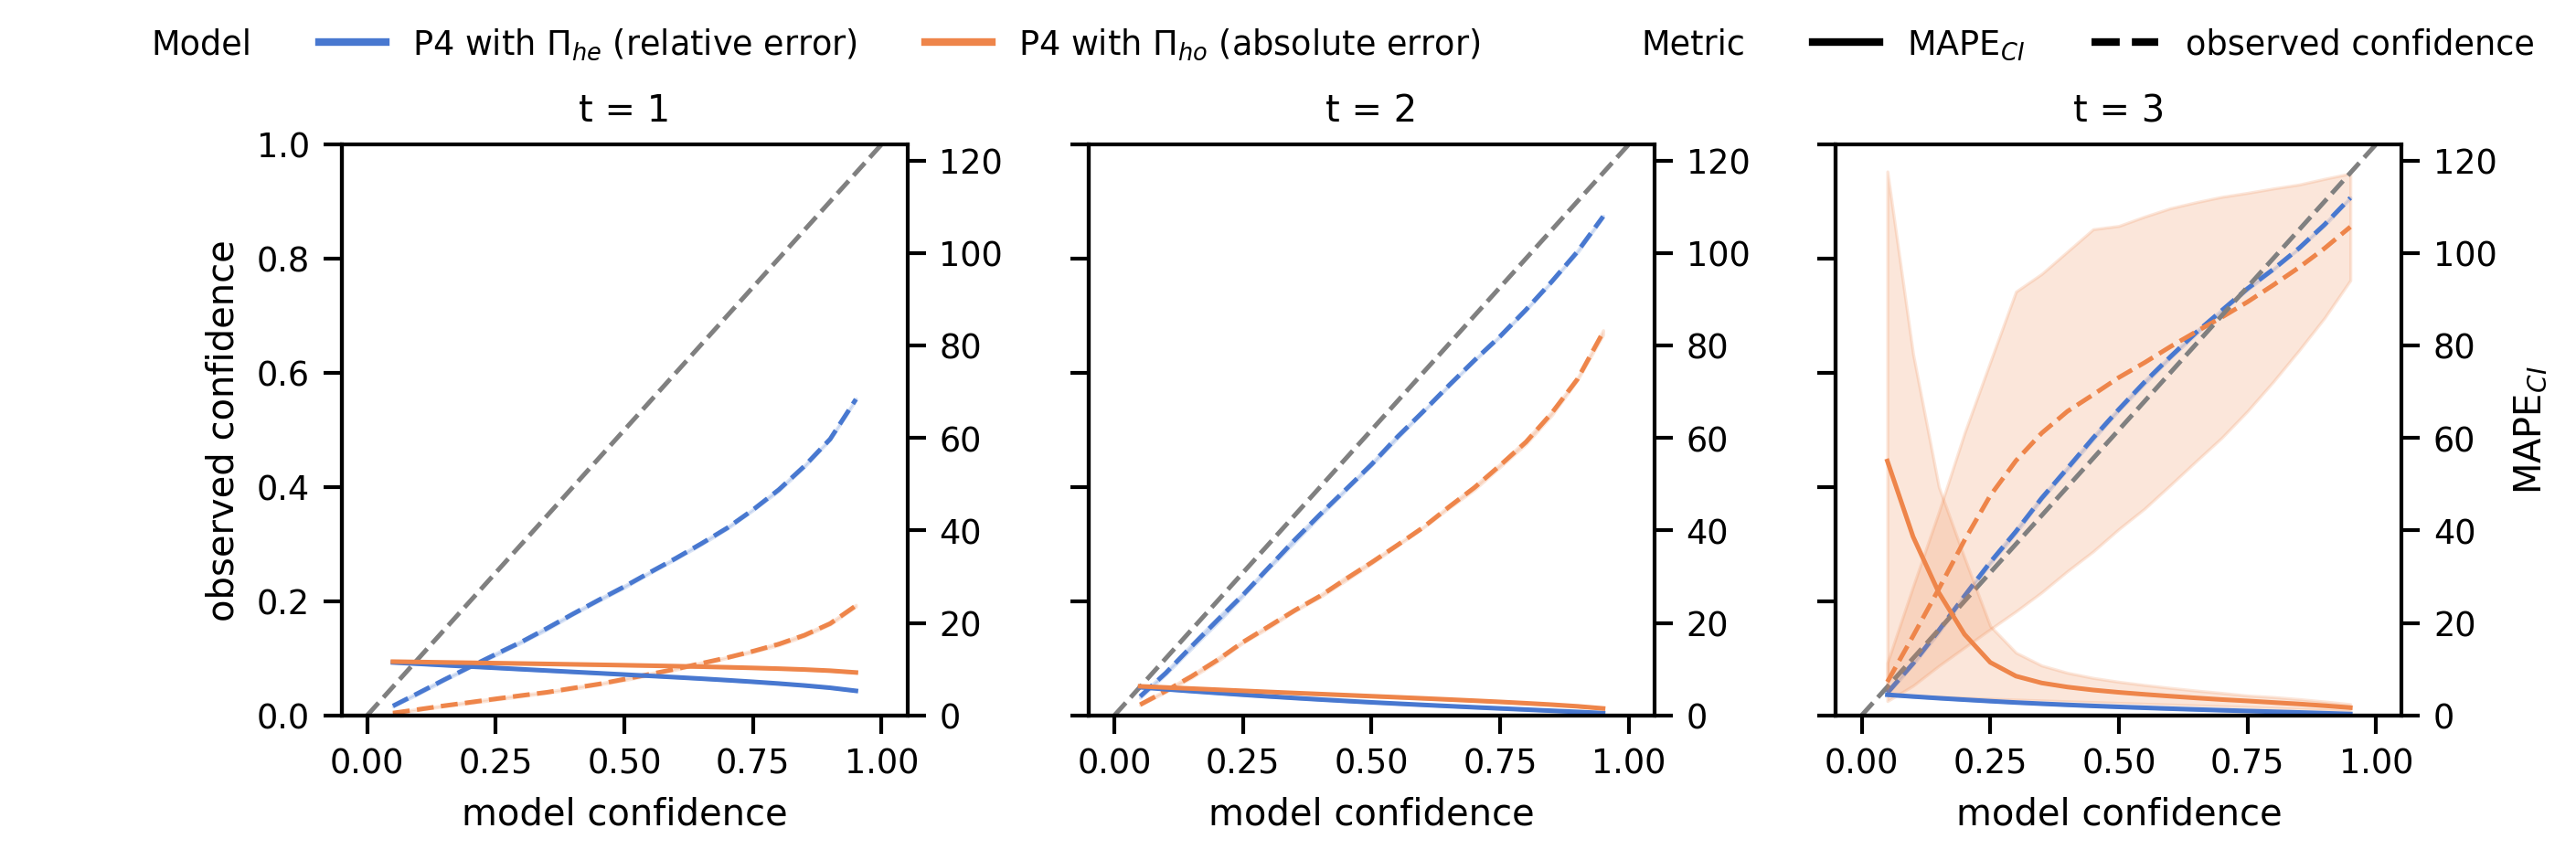 Model P4 with Π_he (relative error) P4 with Π_ho (absolute error) Metric MAPE_CI observed confidence
t = 1
t = 2
t = 3
observed confidence
1.0
0.8
0.6
0.4
0.2
0.0
120
100
80
60
40
20
0
0.00 0.25 0.50 0.75 1.00
model confidence
120
100
80
60
40
20
0
0.00 0.25 0.50 0.75 1.00
model confidence
120
100
80
60
40
20
0
MAPE_CI
0.00 0.25 0.50 0.75 1.00
model confidence